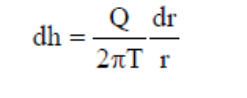 dh = Q/2πT dr/r